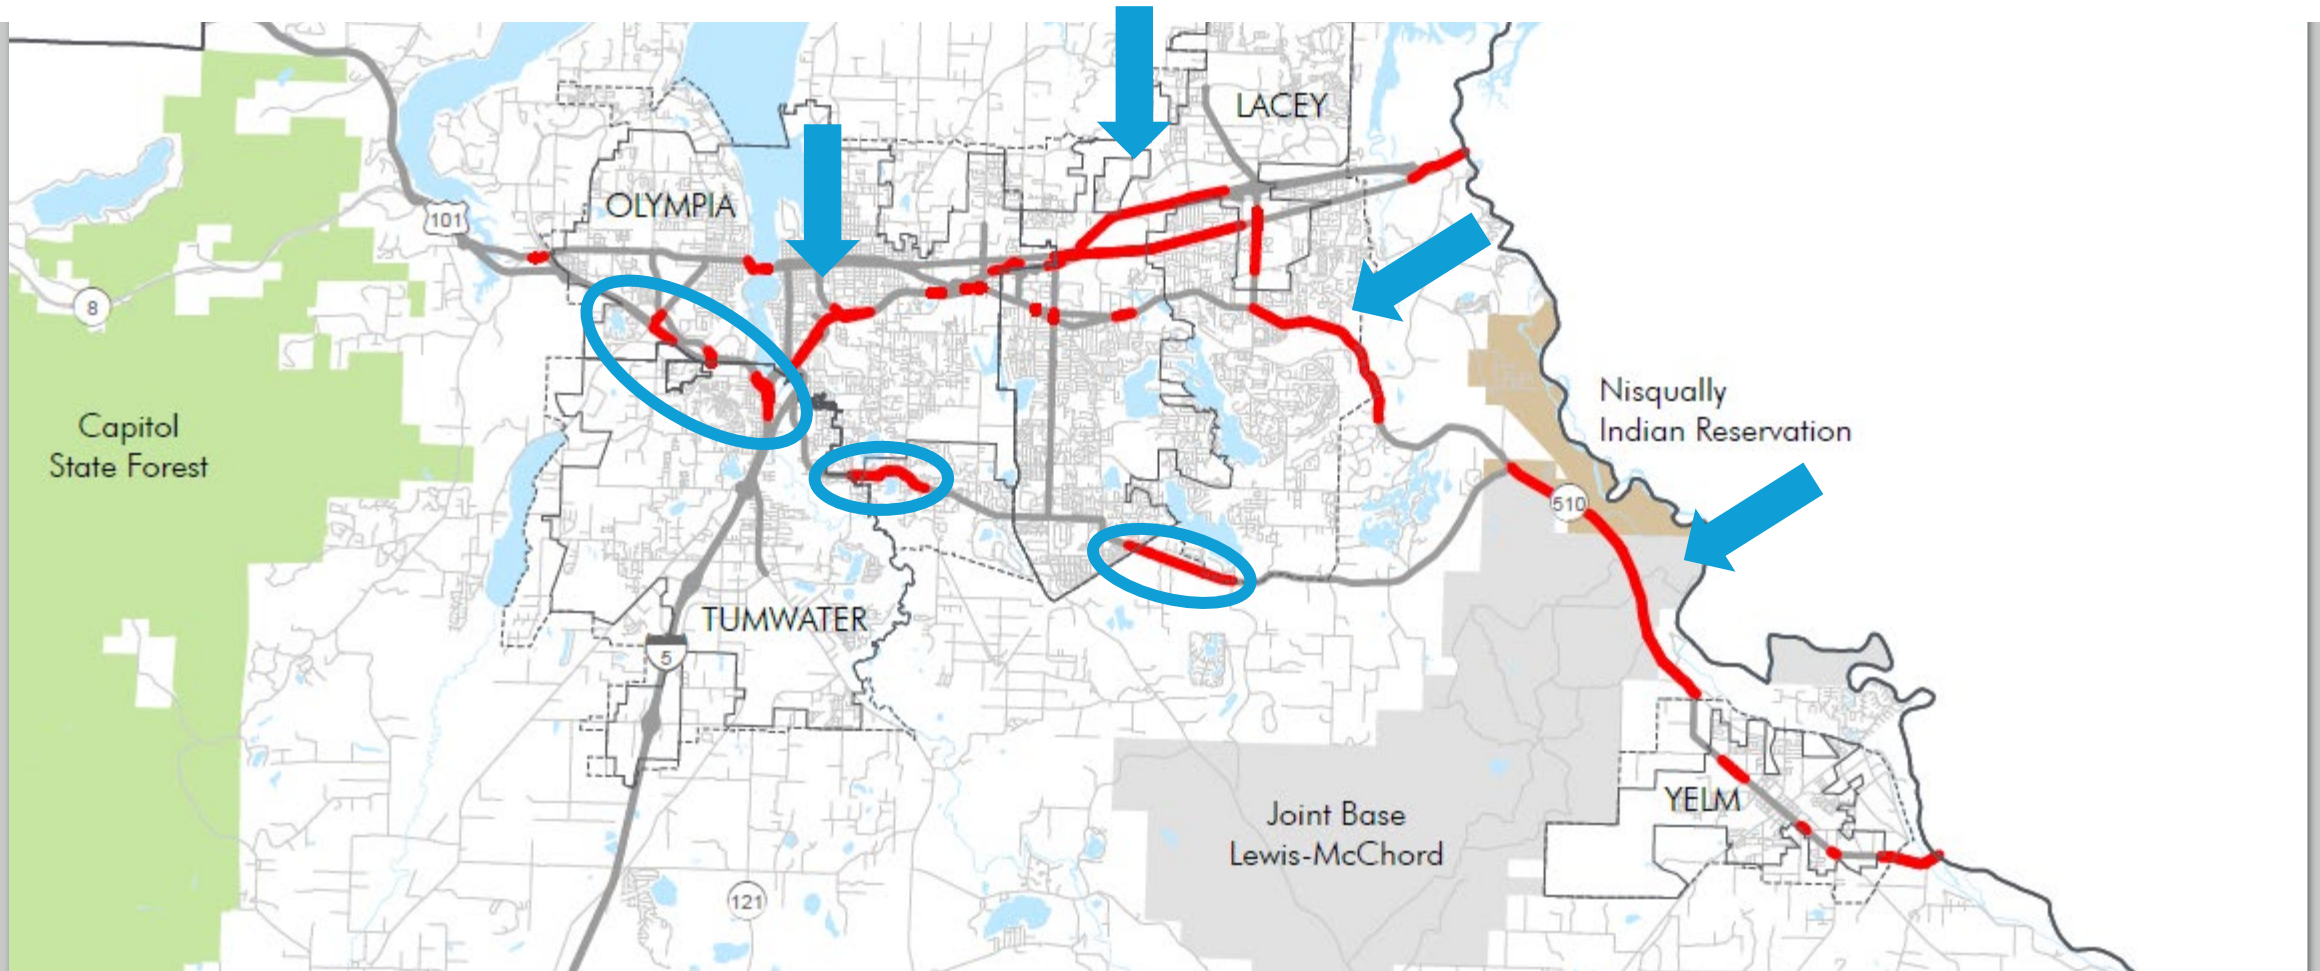 LACEY
OLYMPIA
101
8
Nisqually
Indian Reservation
Capitol
State Forest
510
TUMWATER
5
YELM
Joint Base
Lewis-McChord
121